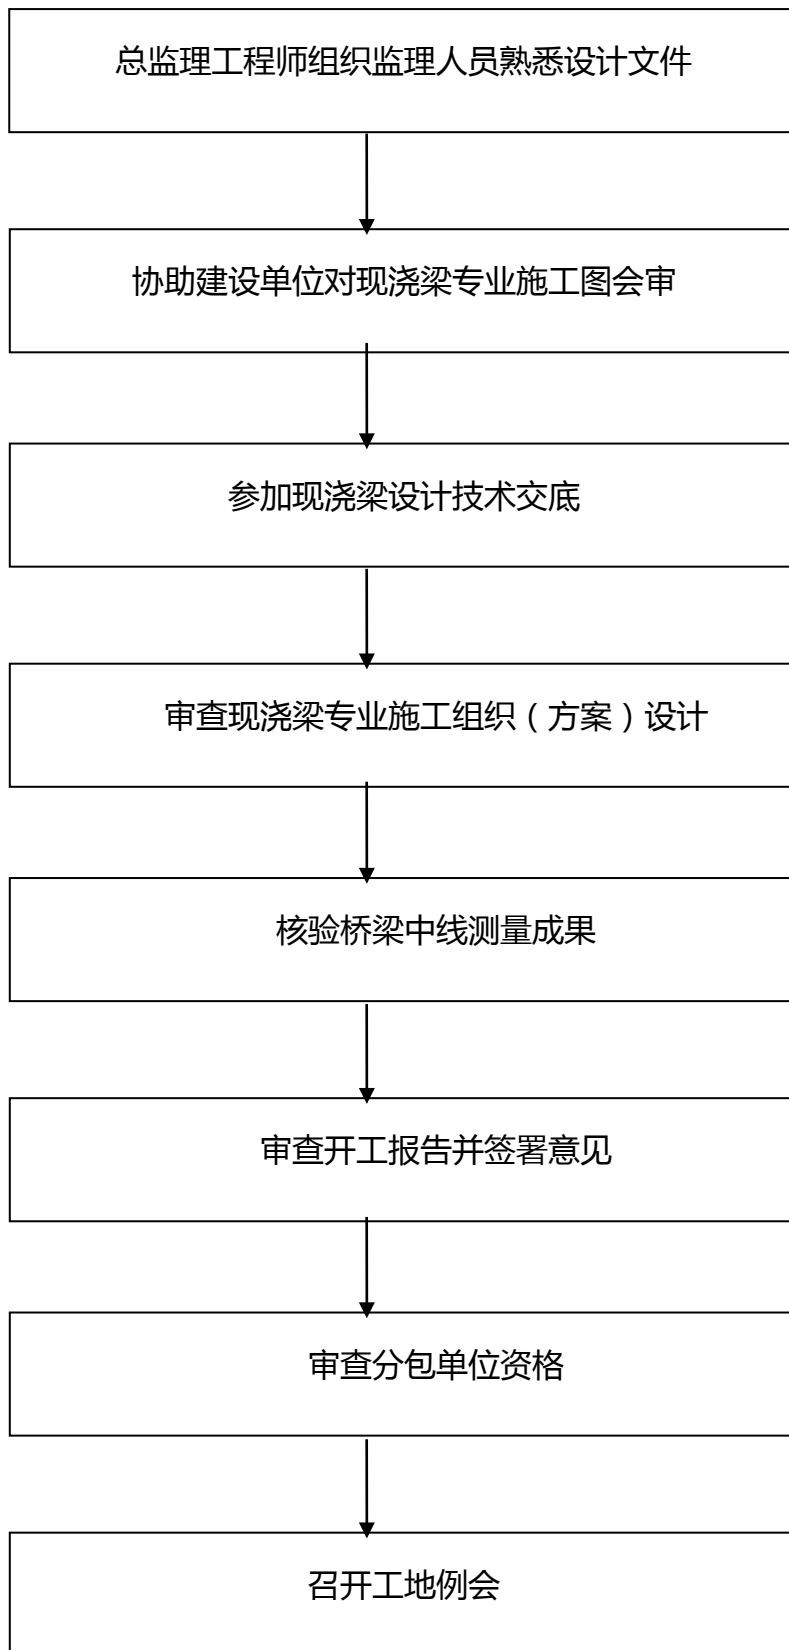 总监理工程师组织监理人员熟悉设计文件
协助建设单位对现浇梁专业施工图会审
参加现浇梁设计技术交底
审查现浇梁专业施工组织（方案）设计
核验桥梁中线测量成果
审查开工报告并签署意见
审查分包单位资格
召开工地例会